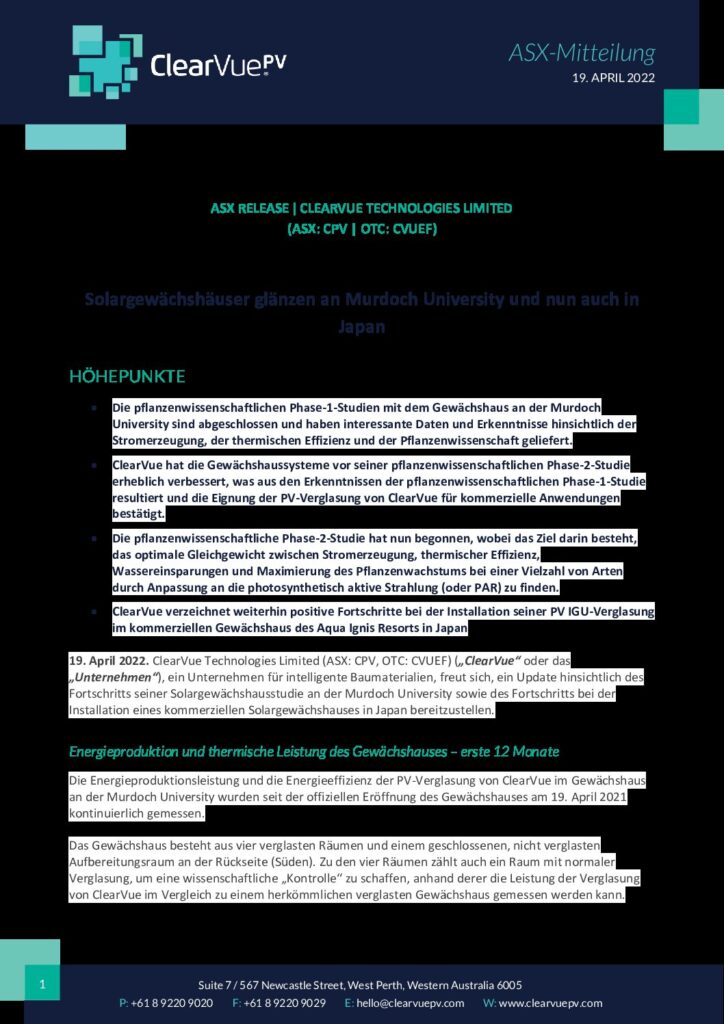 ClearVue PV
ASX-Mitteilung
19. APRIL 2022
ASX RELEASE | CLEARVUE TECHNOLOGIES LIMITED
(ASX: CPV | OTC: CVUEF)
Solargewächshäuser glänzen an Murdoch University und nun auch in
Japan
HÖHEPUNKTE
• Die pflanzenwissenschaftlichen Phase-1-Studien mit dem Gewächshaus an der Murdoch
University sind abgeschlossen und haben interessante Daten und Erkenntnisse hinsichtlich der
Stromerzeugung, der thermischen Effizienz und der Pflanzenwissenschaft geliefert.
• ClearVue hat die Gewächshaussysteme vor seiner pflanzenwissenschaftlichen Phase-2-Studie
erheblich verbessert, was aus den Erkenntnissen der pflanzenwissenschaftlichen Phase-1-Studie
resultiert und die Eignung der PV-Verglasung von ClearVue für kommerzielle Anwendungen
bestätigt.
• Die pflanzenwissenschaftliche Phase-2-Studie hat nun begonnen, wobei das Ziel darin besteht,
das optimale Gleichgewicht zwischen Stromerzeugung, thermischer Effizienz,
Wassereinsparungen und Maximierung des Pflanzenwachstums bei einer Vielzahl von Arten
durch Anpassung an die photosynthetisch aktive Strahlung (oder PAR) zu finden.
• ClearVue verzeichnet weiterhin positive Fortschritte bei der Installation seiner PV IGU-Verglasung
im kommerziellen Gewächshaus des Aqua Ignis Resorts in Japan
19. April 2022. ClearVue Technologies Limited (ASX: CPV, OTC: CVUEF) („ClearVue“ oder das
„Unternehmen“), ein Unternehmen für intelligente Baumaterialien, freut sich, ein Update hinsichtlich des
Fortschritts seiner Solargewächshausstudie an der Murdoch University sowie des Fortschritts bei der
Installation eines kommerziellen Solargewächshauses in Japan bereitzustellen.
Energieproduktion und thermische Leistung des Gewächshauses – erste 12 Monate
Die Energieproduktionsleistung und die Energieeffizienz der PV-Verglasung von ClearVue im Gewächshaus
an der Murdoch University wurden seit der offiziellen Eröffnung des Gewächshauses am 19. April 2021
kontinuierlich gemessen.
Das Gewächshaus besteht aus vier verglasten Räumen und einem geschlossenen, nicht verglasten
Aufbereitungsraum an der Rückseite (Süden). Zu den vier Räumen zählt auch ein Raum mit normaler
Verglasung, um eine wissenschaftliche „Kontrolle“ zu schaffen, anhand derer die Leistung der Verglasung
von ClearVue im Vergleich zu einem herkömmlichen verglasten Gewächshaus gemessen werden kann.
1
Suite 7 / 567 Newcastle Street, West Perth, Western Australia 6005
P: +61 8 9220 9020 F: +61 8 9220 9029 E: hello@clearvuepv.com W: www.clearvuepv.com